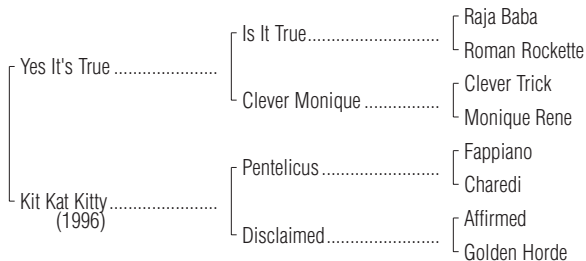 Raja Baba
Is It True
Roman Rockette
Yes It's True
Clever Trick
Clever Monique
Monique Rene
Fappiano
Pentelicus
Charedi
Kit Kat Kitty
(1996)
Affirmed
Disclaimed
Golden Horde